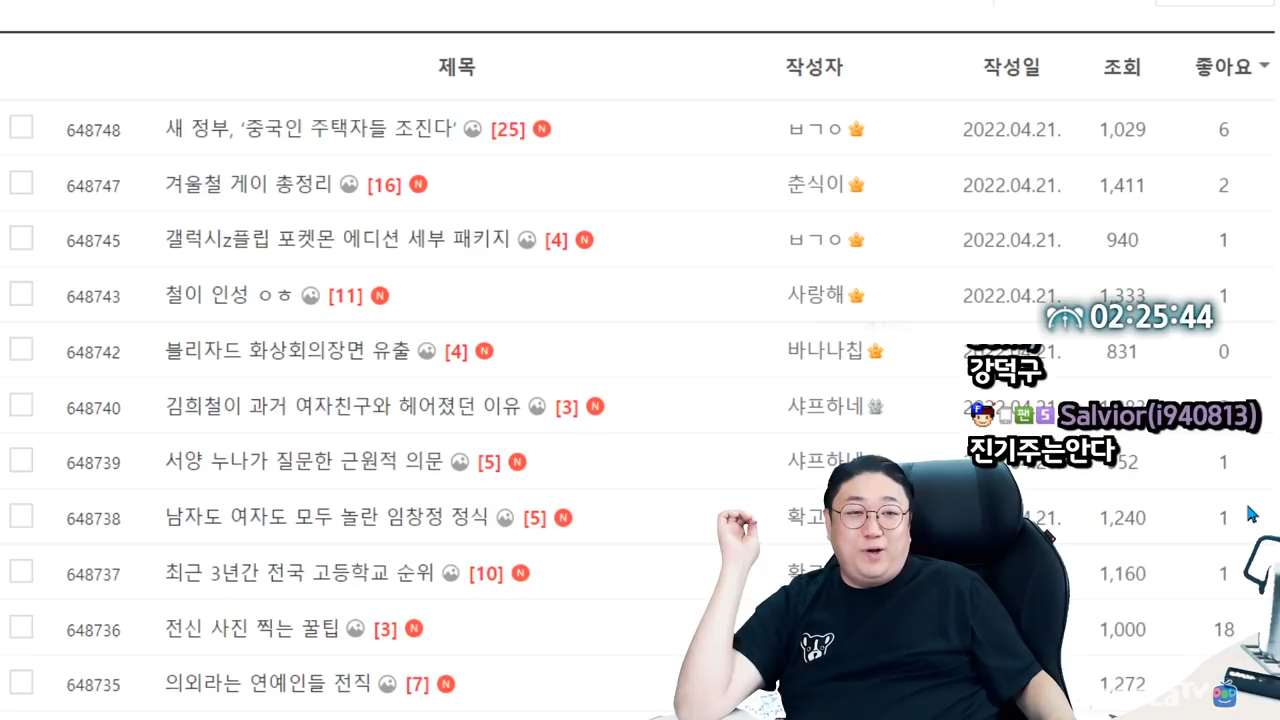 제목 작성자 작성일 조회 좋아요
648748 새 정부, ‘중국인 주택자들 조진다‘ [25] N ㅂㄱㅇ 2022.04.21. 1,029 6
648747 겨울철 게이 총정리 [16] N 춘식이 2022.04.21. 1,411 2
648745 갤럭시z플립 포켓몬 에디션 세부 패키지 [4] N ㅂㄱㅇ 2022.04.21. 940 1
648743 철이 인성 ㅇㅎ [11] N 사랑해 2022.04.21. 1,333 1
02:25:44
648742 블리자드 화상회의장면 유출 [4] N 바나나칩 831 0
강덕구
648740 김희철이 과거 여자친구와 헤어졌던 이유 [3] N 샤프하네
F 팬 5 Salvior(i940813)
진기주는안다
648739 서양 누나가 질문한 근원적 의문 [5] N 샤프하네 1
648738 남자도 여자도 모두 놀란 임창정 정식 [5] N 확고 21. 1,240 1
648737 최근 3년간 전국 고등학교 순위 [10] N 1,160 1
648736 전신 사진 찍는 꿀팁 [3] N 1,000 18
648735 의외라는 연예인들 전직 [7] N 1,272